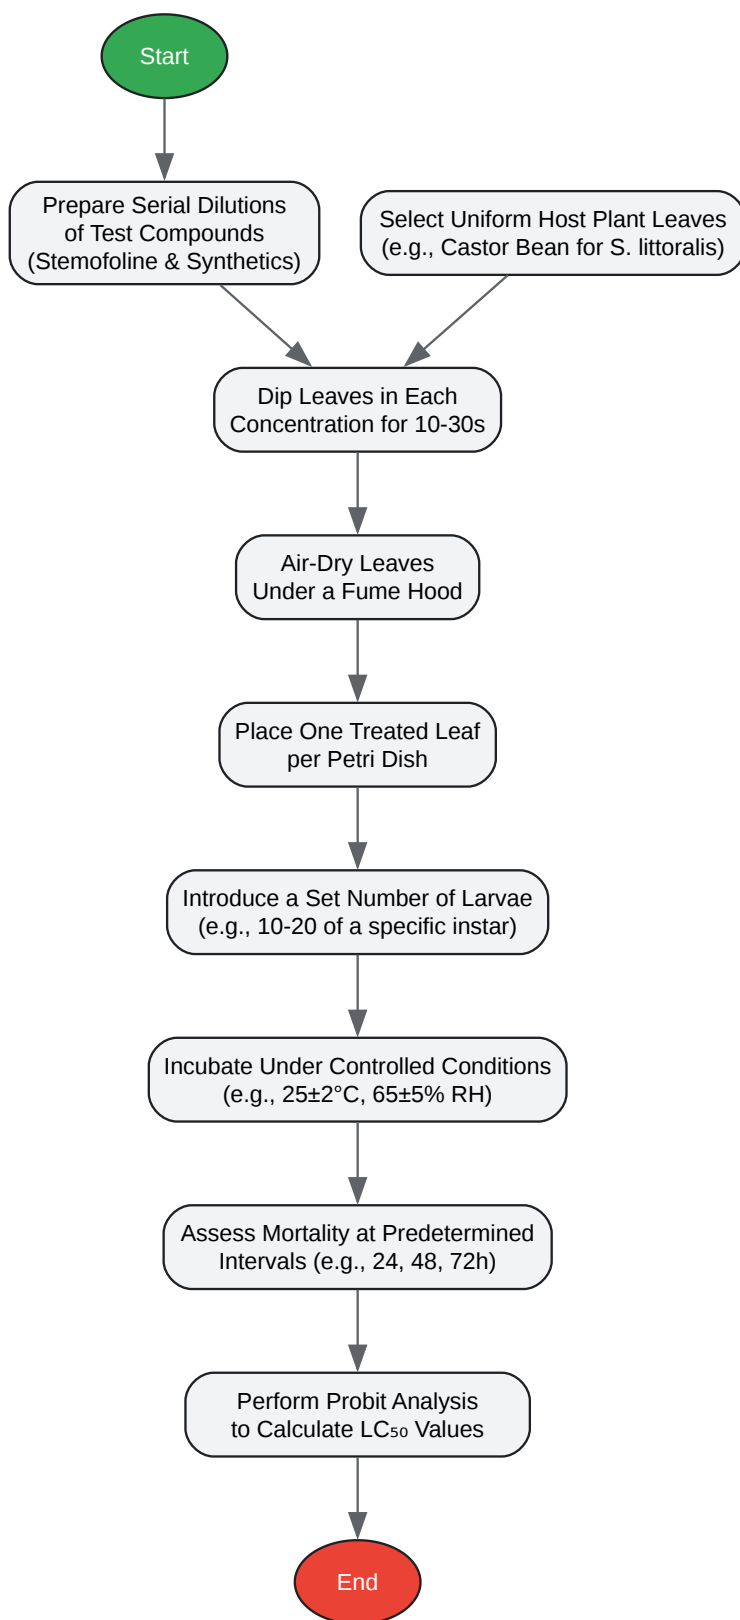 Start
Prepare Serial Dilutions
of Test Compounds
(Stemofoline & Synthetics)
Select Uniform Host Plant Leaves
(e.g., Castor Bean for S. littoralis)
Dip Leaves in Each
Concentration for 10-30s
Air-Dry Leaves
Under a Fume Hood
Place One Treated Leaf
per Petri Dish
Introduce a Set Number of Larvae
(e.g., 10-20 of a specific instar)
Incubate Under Controlled Conditions
(e.g., 25±2°C, 65±5% RH)
Assess Mortality at Predetermined
Intervals (e.g., 24, 48, 72h)
Perform Probit Analysis
to Calculate LC₅₀ Values
End